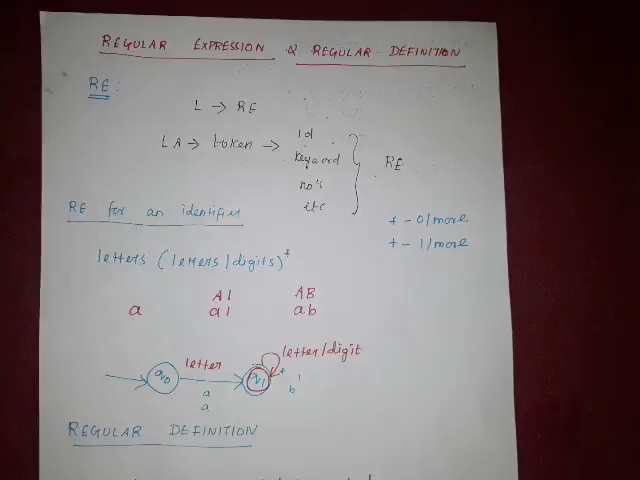 REGULAR EXPRESSION & REGULAR DEFINITION
RE:
L → RE
LA → token → id
keyword
no's
etc
RE
RE for an identifier
* - 0/more
+ - 1/more
letters (letters/digits)*
a
A1
a1
AB
ab
letter
letter/digit
q0
q1
a
a
b
1
REGULAR DEFINITION